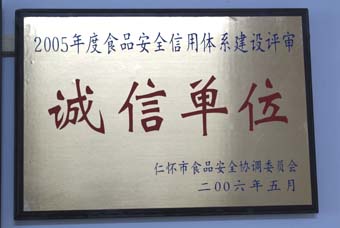 2005年度食品安全信用体系建设评审
诚信单位
仁怀市食品安全协调委员会
二00六年五月